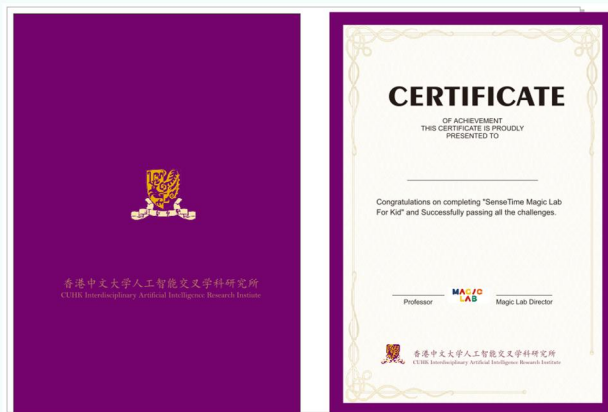 香港中文大学人工智能交叉学科研究所
CUHK Interdisciplinary Artificial Intelligence Research Institute
CERTIFICATE
OF ACHIEVEMENT
THIS CERTIFICATE IS PROUDLY
PRESENTED TO
Congratulations on completing "SenseTime Magic Lab
For Kid" and Successfully passing all the challenges.
Professor
MAGIC
LAB
Magic Lab Director
香港中文大学人工智能交叉学科研究所
CUHK Interdisciplinary Artificial Intelligence Research Institute